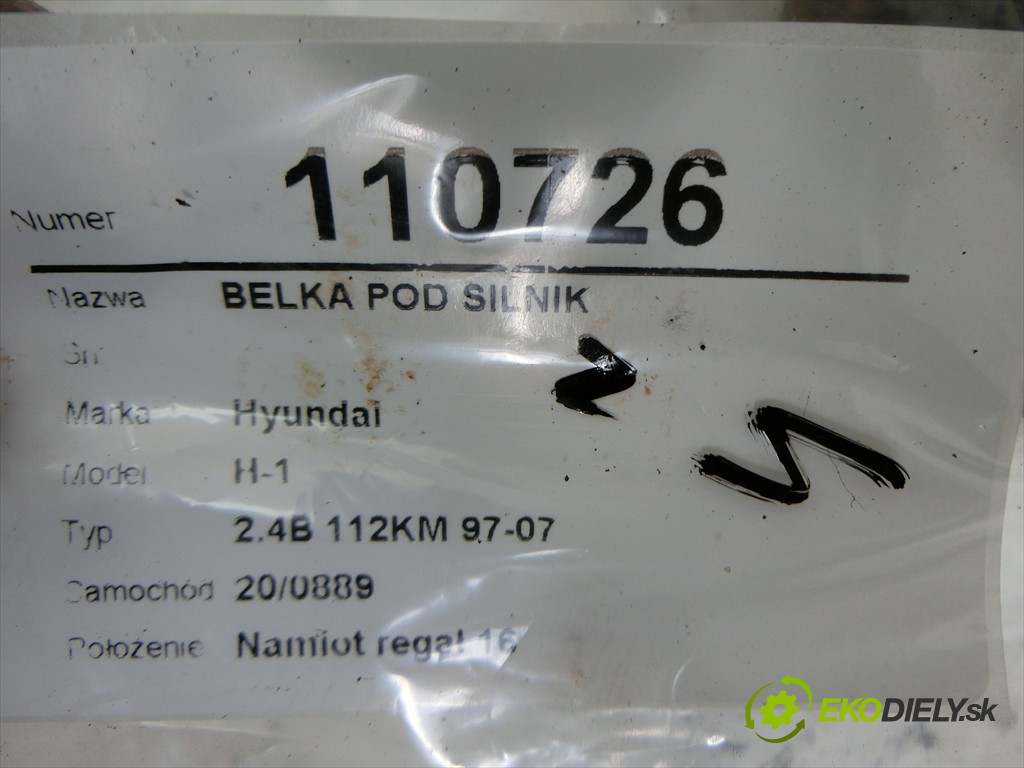 Numer 110726
Nazwa BELKA POD SILNIK
Marka Hyundai
Model H-1
Typ 2.4B 112KM 97-07
Samochód 20/0889
Położenie Namiot regał 16
EKODIELY.sk